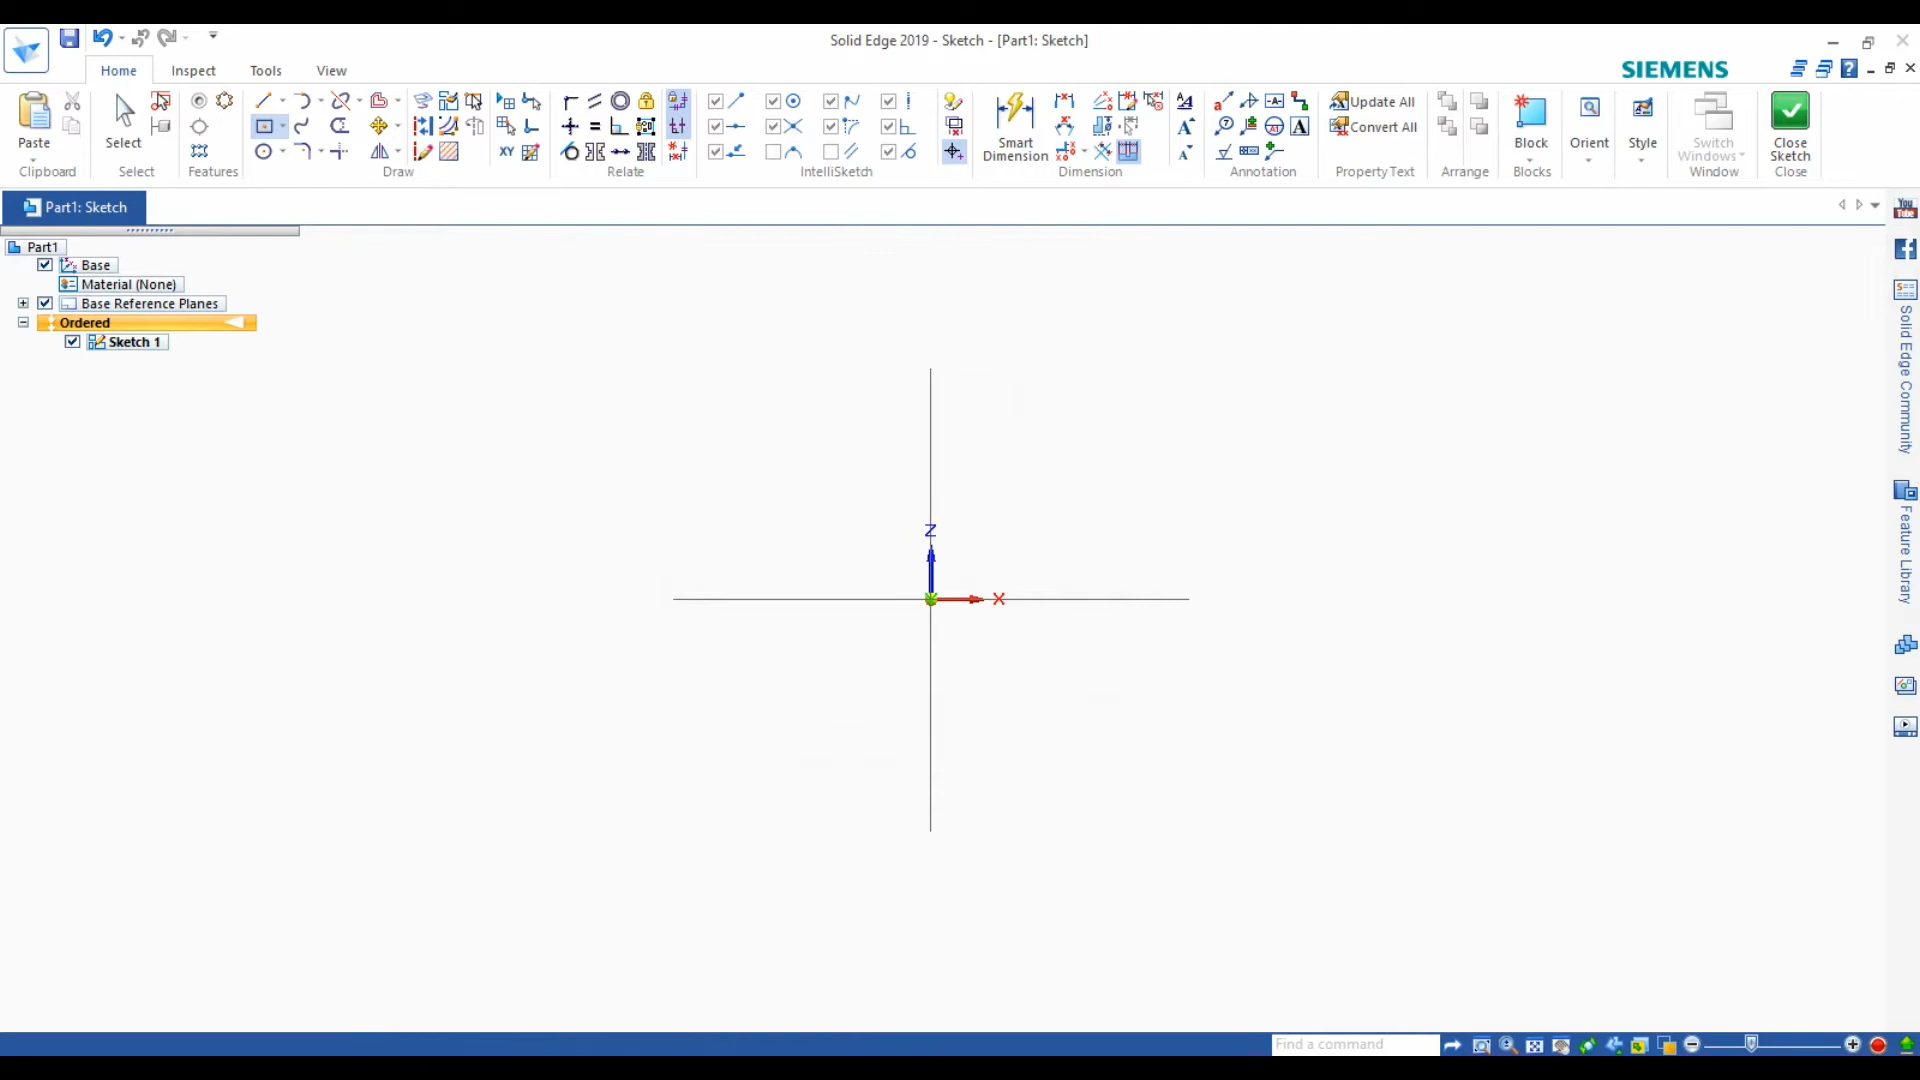 Solid Edge 2019 - Sketch - [Part1: Sketch]
Home Inspect Tools View
SIEMENS
Paste
Select
XY
A
Smart
Dimension
Update All
Convert All
Block
Orient
Style
Switch
Windows
Close
Sketch
Clipboard Select Features Draw Relate IntelliSketch Dimension Annotation Property Text Arrange Blocks Window Close
Part1: Sketch
You
Tube
Part1
Base
Material (None)
Base Reference Planes
Ordered
Sketch 1
Z
X
Solid Edge Community
Feature Library
Find a command